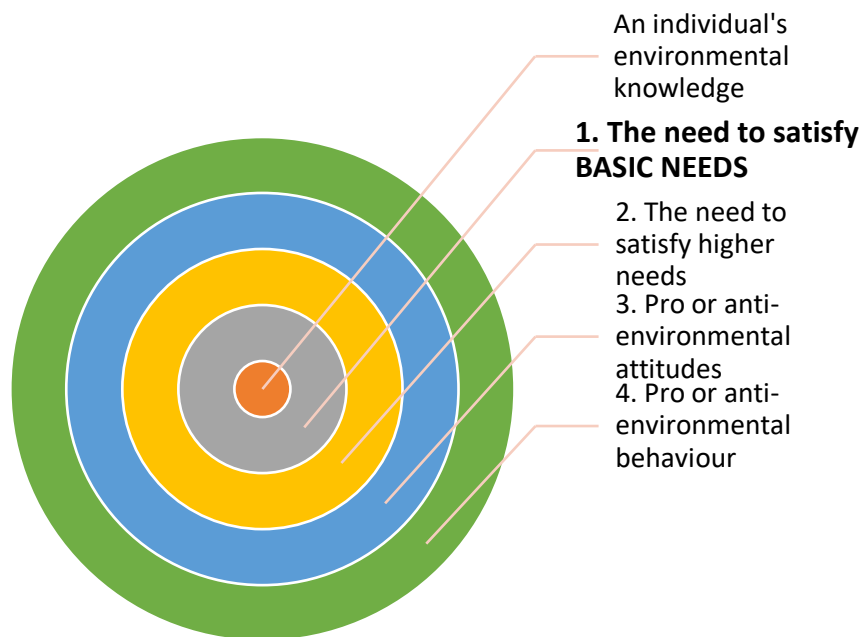 An individual's
environmental
knowledge
1. The need to satisfy
BASIC NEEDS
2. The need to
satisfy higher
needs
3. Pro or anti-
environmental
attitudes
4. Pro or anti-
environmental
behaviour